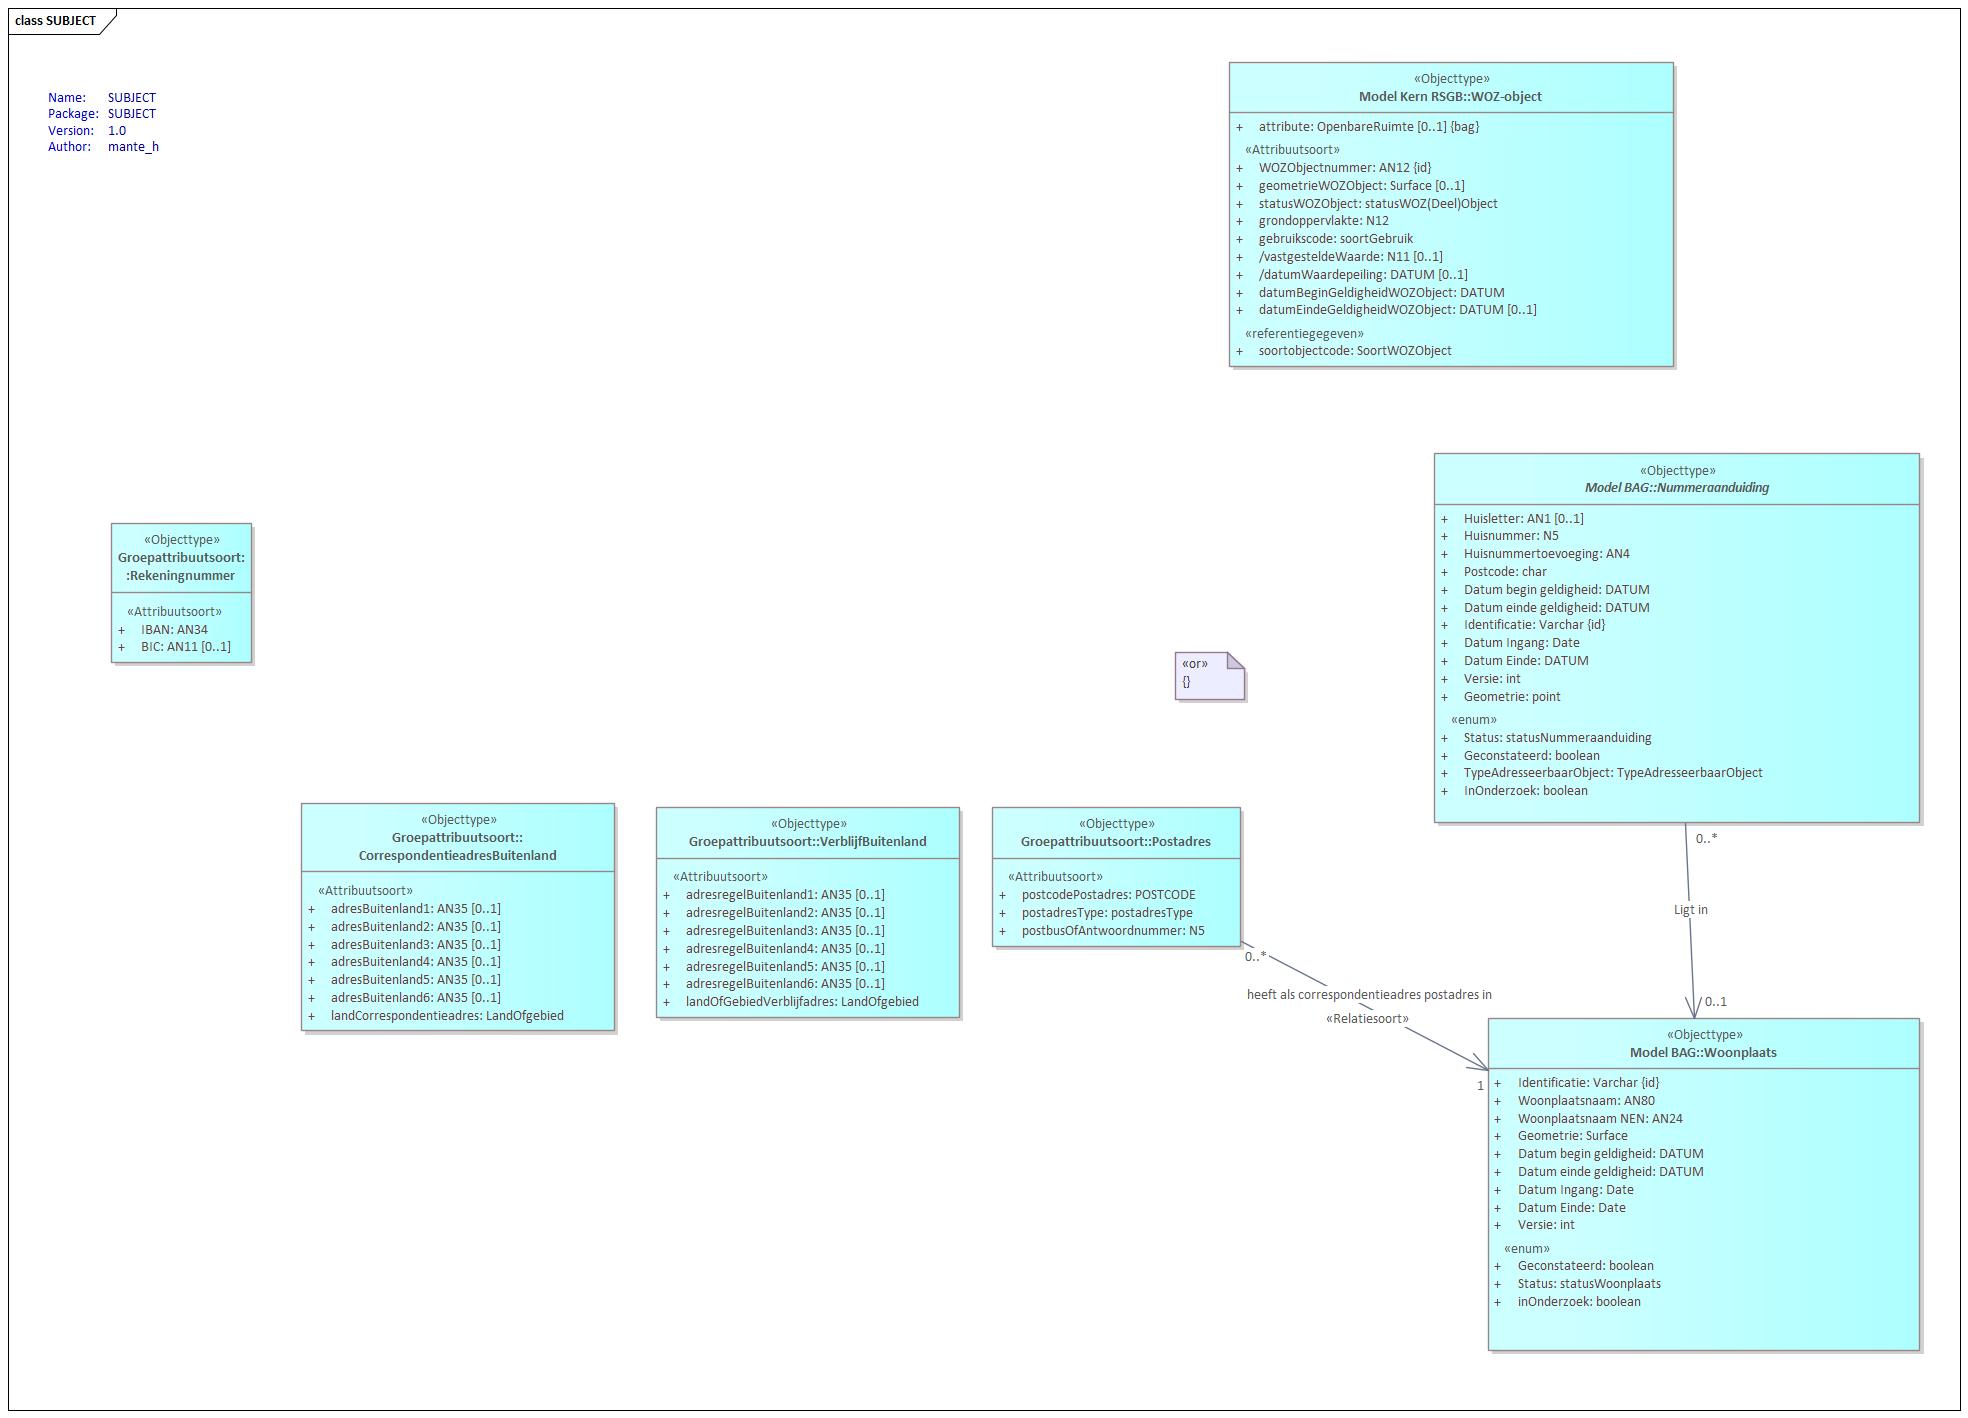 class SUBJECT
Name: SUBJECT
Package: SUBJECT
Version: 1.0
Author: mante_h
«Objecttype»
Model Kern RSGB::WOZ-object
+ attribute: OpenbareRuimte [0..1] {bag}
«Attribuutsoort»
+ WOZObjectnummer: AN12 {id}
+ geometrieWOZObject: Surface [0..1]
+ statusWOZObject: statusWOZ(Deel)Object
+ grondoppervlakte: N12
+ gebruikscode: soortGebruik
+ /vastgesteldeWaarde: N11 [0..1]
+ /datumWaardepeiling: DATUM [0..1]
+ datumBeginGeldigheidWOZObject: DATUM
+ datumEindeGeldigheidWOZObject: DATUM [0..1]
«referentiegegeven»
+ soortobjectcode: SoortWOZObject
«Objecttype»
Model BAG::Nummeraanduiding
+ Huisletter: AN1 [0..1]
+ Huisnummer: N5
+ Huisnummertoevoeging: AN4
+ Postcode: char
+ Datum begin geldigheid: DATUM
+ Datum einde geldigheid: DATUM
+ Identificatie: Varchar {id}
+ Datum Ingang: Date
+ Datum Einde: DATUM
+ Versie: int
+ Geometrie: point
«enum»
+ Status: statusNummeraanduiding
+ Geconstateerd: boolean
+ TypeAdresseerbaarObject: TypeAdresseerbaarObject
+ InOnderzoek: boolean
«Objecttype»
Groepattribuutsoort:
:Rekeningnummer
«Attribuutsoort»
+ IBAN: AN34
+ BIC: AN11 [0..1]
«or»
{}
«Objecttype»
Groepattribuutsoort::
CorrespondentieadresBuitenland
«Attribuutsoort»
+ adresBuitenland1: AN35 [0..1]
+ adresBuitenland2: AN35 [0..1]
+ adresBuitenland3: AN35 [0..1]
+ adresBuitenland4: AN35 [0..1]
+ adresBuitenland5: AN35 [0..1]
+ adresBuitenland6: AN35 [0..1]
+ landCorrespondentieadres: LandOfgebied
«Objecttype»
Groepattribuutsoort::VerblijfBuitenland
«Attribuutsoort»
+ adresregelBuitenland1: AN35 [0..1]
+ adresregelBuitenland2: AN35 [0..1]
+ adresregelBuitenland3: AN35 [0..1]
+ adresregelBuitenland4: AN35 [0..1]
+ adresregelBuitenland5: AN35 [0..1]
+ adresregelBuitenland6: AN35 [0..1]
+ landOfGebiedVerblijfadres: LandOfgebied
«Objecttype»
Groepattribuutsoort::Postadres
«Attribuutsoort»
+ postcodePostadres: POSTCODE
+ postadresType: postadresType
+ postbusOfAntwoordnummer: N5
0..*
Ligt in
0..1
0..*
heeft als correspondentieadres postadres in
«Relatiesoort»
1
«Objecttype»
Model BAG::Woonplaats
+ Identificatie: Varchar {id}
+ Woonplaatsnaam: AN80
+ Woonplaatsnaam NEN: AN24
+ Geometrie: Surface
+ Datum begin geldigheid: DATUM
+ Datum einde geldigheid: DATUM
+ Datum Ingang: Date
+ Datum Einde: Date
+ Versie: int
«enum»
+ Geconstateerd: boolean
+ Status: statusWoonplaats
+ inOnderzoek: boolean